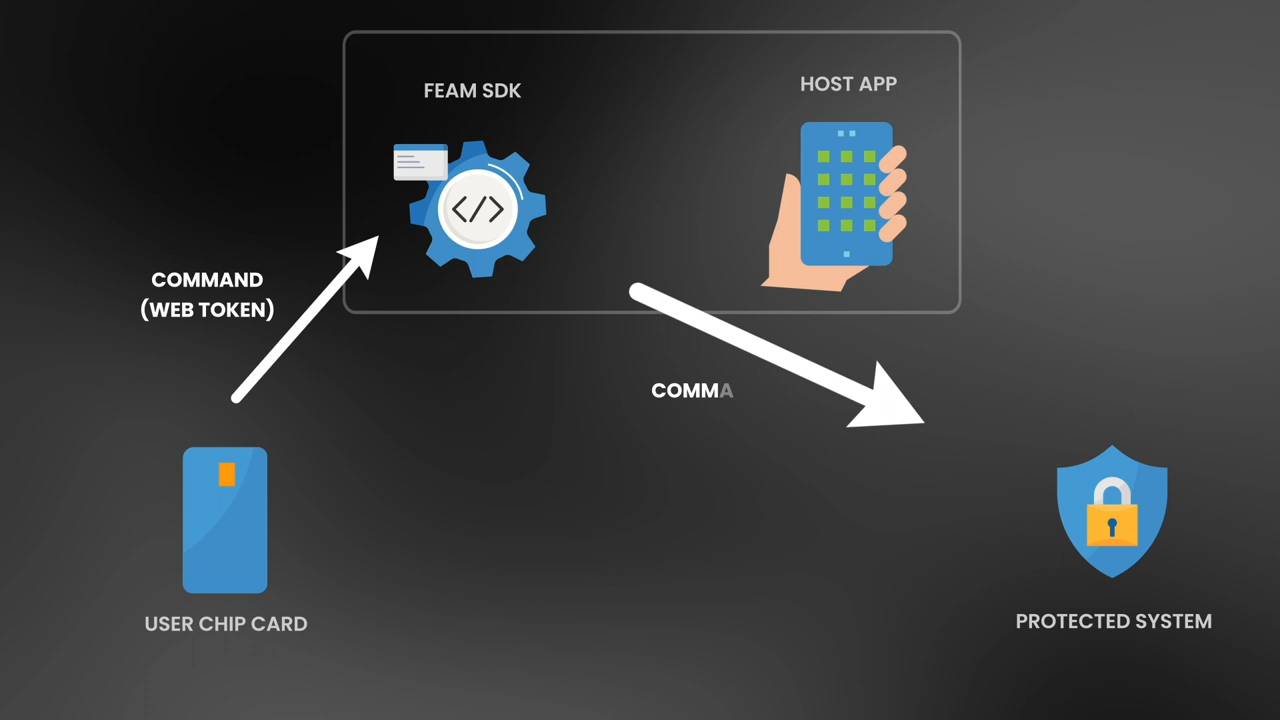 FEAM SDK
HOST APP
COMMAND
(WEB TOKEN)
COMMA
USER CHIP CARD
PROTECTED SYSTEM